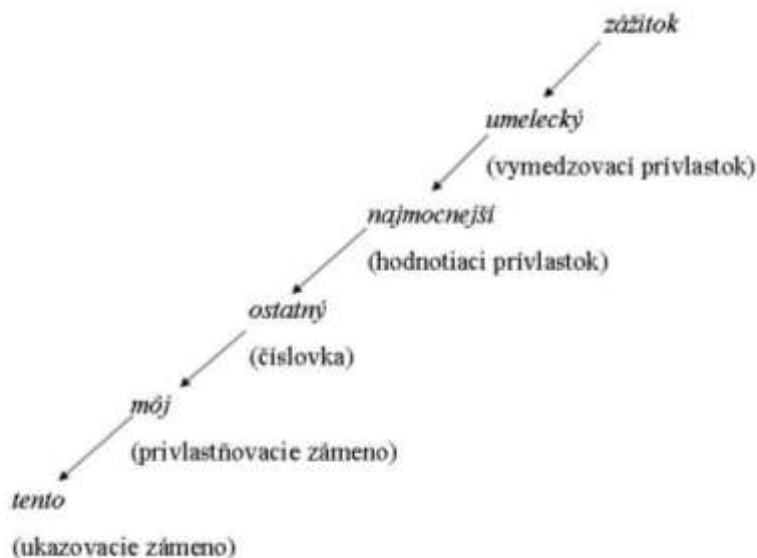 zážitok
umelecký
(vymedzovací prívlastok)
najmocnejší
(hodnotiaci prívlastok)
ostatný
(číslovka)
môj
(privlastňovacie zámeno)
tento
(ukazovacie zámeno)